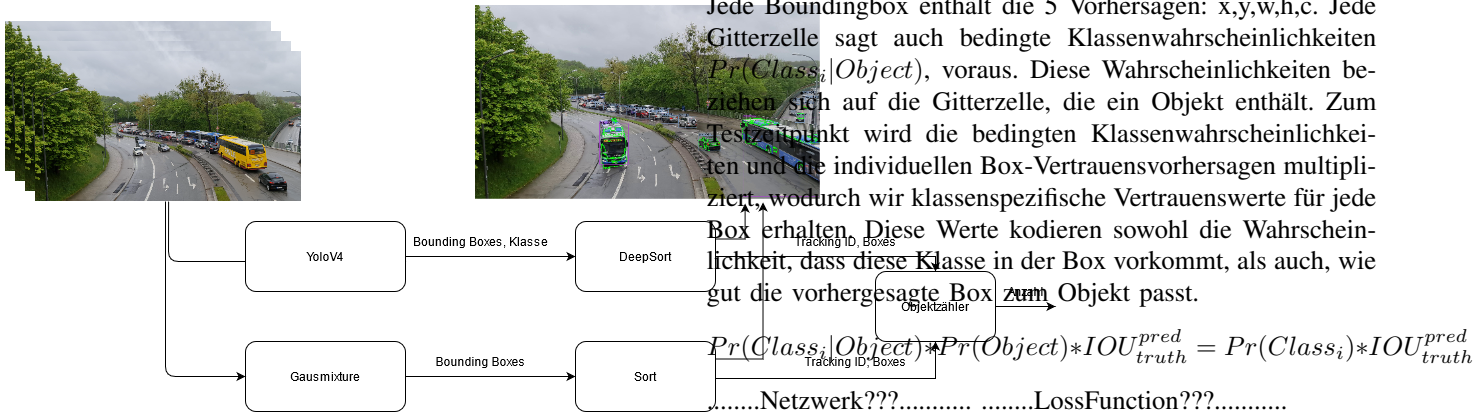 Jede Boundingbox enthält die 5 Vorhersagen: x,y,w,h,c. Jede
Gitterzelle sagt auch bedingte Klassenwahrscheinlichkeiten
Pr(Class_i|Object), voraus. Diese Wahrscheinlichkeiten be-
ziehen sich auf die Gitterzelle, die ein Objekt enthält. Zum
Testzeitpunkt wird die bedingten Klassenwahrscheinlichkei-
ten und die individuellen Box-Vertrauensvorhersagen multipli-
ziert, wodurch wir klassenspezifische Vertrauenswerte für jede
Box erhalten. Diese Werte kodieren sowohl die Wahrschein-
lichkeit, dass diese Klasse in der Box vorkommt, als auch, wie
gut die vorhergesagte Box zum Objekt passt.
Pr(Class_i|Object)*Pr(Object)*IOU^{pred}_{truth} = Pr(Class_i)*IOU^{pred}_{truth}
........Netzwerk???........... ........LossFunction???...........
YoloV4
Bounding Boxes, Klasse
DeepSort
Tracking ID, Boxes
Objektzähler
Anzahl
Gausmixture
Bounding Boxes
Sort
Tracking ID, Boxes